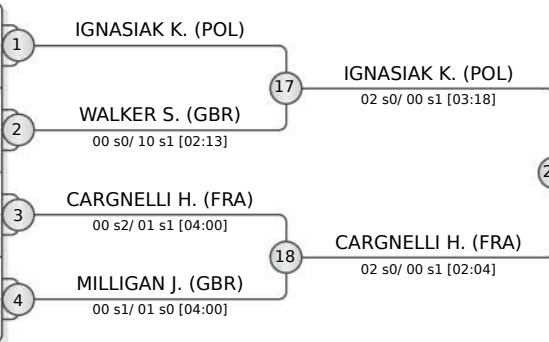 IGNASIAK K. (POL)
1
17
IGNASIAK K. (POL)
02 s0/ 00 s1 [03:18]
WALKER S. (GBR)
2
00 s0/ 10 s1 [02:13]
CARGNELLI H. (FRA)
3
00 s2/ 01 s1 [04:00]
18
CARGNELLI H. (FRA)
02 s0/ 00 s1 [02:04]
MILLIGAN J. (GBR)
4
00 s1/ 01 s0 [04:00]